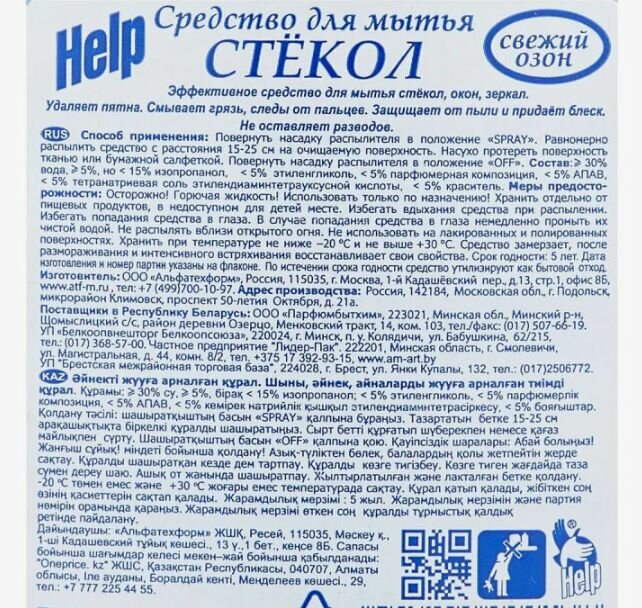 Help
Средство для мытья
СТЁКОЛ
свежий
озон
Эффективное средство для мытья стёкол, окон, зеркал.
Удаляет пятна. Смывает грязь, следы от пальцев. Защищает от пыли и придаёт блеск.
Не оставляет разводов.
RUS Способ применения: Повернуть насадку распылителя в положение «SPRAY». Равномерно
распылить средство с расстояния 15-25 см на очищаемую поверхность. Насухо протереть поверхность
тканью или бумажной салфеткой. Повернуть насадку распылителя в положение "OFF". Состав:≥ 30%
вода, ≥ 5%, но < 15% изопропанол, < 5% этиленгликоль, < 5% парфюмерная композиция, < 5% АПАВ,
< 5% тетранатриевая соль этилендиаминтетрауксусной кислоты, < 5% краситель. Меры предосто-
рожности: Осторожно! Горючая жидкость! Использовать только по назначению! Хранить отдельно от
пищевых продуктов, в недоступном для детей месте. Избегать вдыхания средства при распылении.
Избегать попадания средства в глаза. В Случае попадания средства в глаза немедленно промыть их
чистой водой. Не распылять вблизи открытого огня. Не использовать на лакированных и полированных
поверхностях. Хранить при температуре не ниже –20 °C и не выше +30 °C. Средство замерзает, после
размораживания и интенсивного встряхивания восстанавливает свои свойства. Срок годности: 5 лет. Дата
изготовления и номер партии указаны на флаконе. По истечении срока годности средство утилизируют как бытовой отход.
Изготовитель: ООО «Альфатехформ», Россия, 115035, г. Москва, 1-й Кадашевский пер., д.13, стр.1, офис 8Б,
www.atf-m.ru, тел: +7 (499)700-10-97. Адрес производства: Россия, 142184, Московская обл., г. Подольск,
микрорайон Климовск, проспект 50-летия Октября, д. 21а.
Поставщики в Республику Беларусь: ООО «Парфюмбытхим», 223021, Минская обл., Минский р-н,
Щомыслицкий с/с, район деревни Озерцо, Менковский тракт, 14, ком. 103, тел./факс: (017) 507-66-19.
УП «Белкоопвнешторг Белкоопсоюза», 220024, г. Минск, п. у. Колядичи, ул. Бабушкина, 62/215,
тел.: (017) 368-57-00. Частное предприятие "Лидер-Пак". 222201, Минская область, г. Смолевичи,
ул. Магистральная, д. 44, комн. 8/2, тел. +375 17 392-93-15, www.am-art.by
УП "Брестская межрайонная торговая база", 224028, г. Брест, ул. Янки Купалы, 132, тел.: (017)2506772.
KAZ Әйнекті жууға арналған құрал. Шыны, әйнек, айналарды жууға арналған тиімді
құрал. Құрамы: ≥ 30% су, ≥ 5%, бірақ < 15% изопропанол; < 5% этиленгликоль, < 5% парфюмерлік
композиция, < 5% АПАВ, < 5% көмірек натрийлік қышқыл этилендиаминтетрасіркесу, < 5% бояғыштар.
Қолдану тәсілі: шашыратқыштың басын «SPRAY» қалпына бұраңыз. Тазартатын бетке 15-25 см
арақашықтықта біркелкі құралды шашыратыңыз. Сырт бетті құрғатып шүберекпен немесе қағаз
майлықпен сүрту. Шашыратқыштың басын «OFF» қалпына қою. Қауіпсіздік шаралары: Абай болыңыз!
Жанғыш сұйық! міндеті бойынша қолдану! Азық-түліктен бөлек, балалардың қолы жетпейтін жерде
сақтау. Құралды шашыратқан кезде дем тартпау. Құралды көзге тигізбеу. Көзге тиген жағдайда таза
сумен дереу шаю. Ашық от жанында шашыратпау. Жылтыратылған және лакталған бетке қолдану.
-20 °C төмен емес және +30 °C жоғары емес температурада сақтау. Құрал қатып қалады, жібіткен соң
өзінің қасиеттерін сақтап қалады. Жарамдылық мерзімі : 5 жыл. Жарамдылық мерзімін және партия
нөмірін орамында қараңыз. Жарамдылық мерзімі өткен соң құралды тұрмыстық қалдық
ретінде пайдалану.
Дайындаушы: «Альфатехформ» ЖШҚ, Ресей, 115035, Маскеу қ.,
1-ші Кадашевский тұйық көшесі., 13 ү., 1 бет., кеңсе 8Б. Сапасы
бойынша шағымдар келесі мекен-жай бойынша қабылданады:
"Oneprice. kz" ЖШС, Қазақстан Республикасы, 040707, Алматы
облысы, Іле ауданы, Боралдай кенті, Менделеев көшесі., 29,
тел.: +7 777 225 44 55.
Help